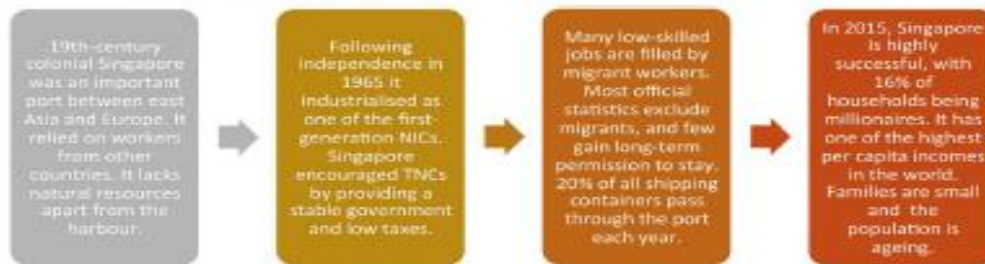 19th-century
colonial Singapore
was an important
port between east
Asia and Europe. It
relied on workers
from other
countries. It lacks
natural resources
apart from the
harbour.
Following
independence in
1965 it
industrialised as
one of the first-
generation NICs.
Singapore
encouraged TNCs
by providing a
stable government
and low taxes.
Many low-skilled
jobs are filled by
migrant workers.
Most official
statistics exclude
migrants, and few
gain long-term
permission to stay.
20% of all shipping
containers pass
through the port
each year.
In 2015, Singapore
is highly
successful, with
16% of
households being
millionaires. It has
one of the highest
per capita incomes
in the world.
Families are small
and the
population is
ageing.